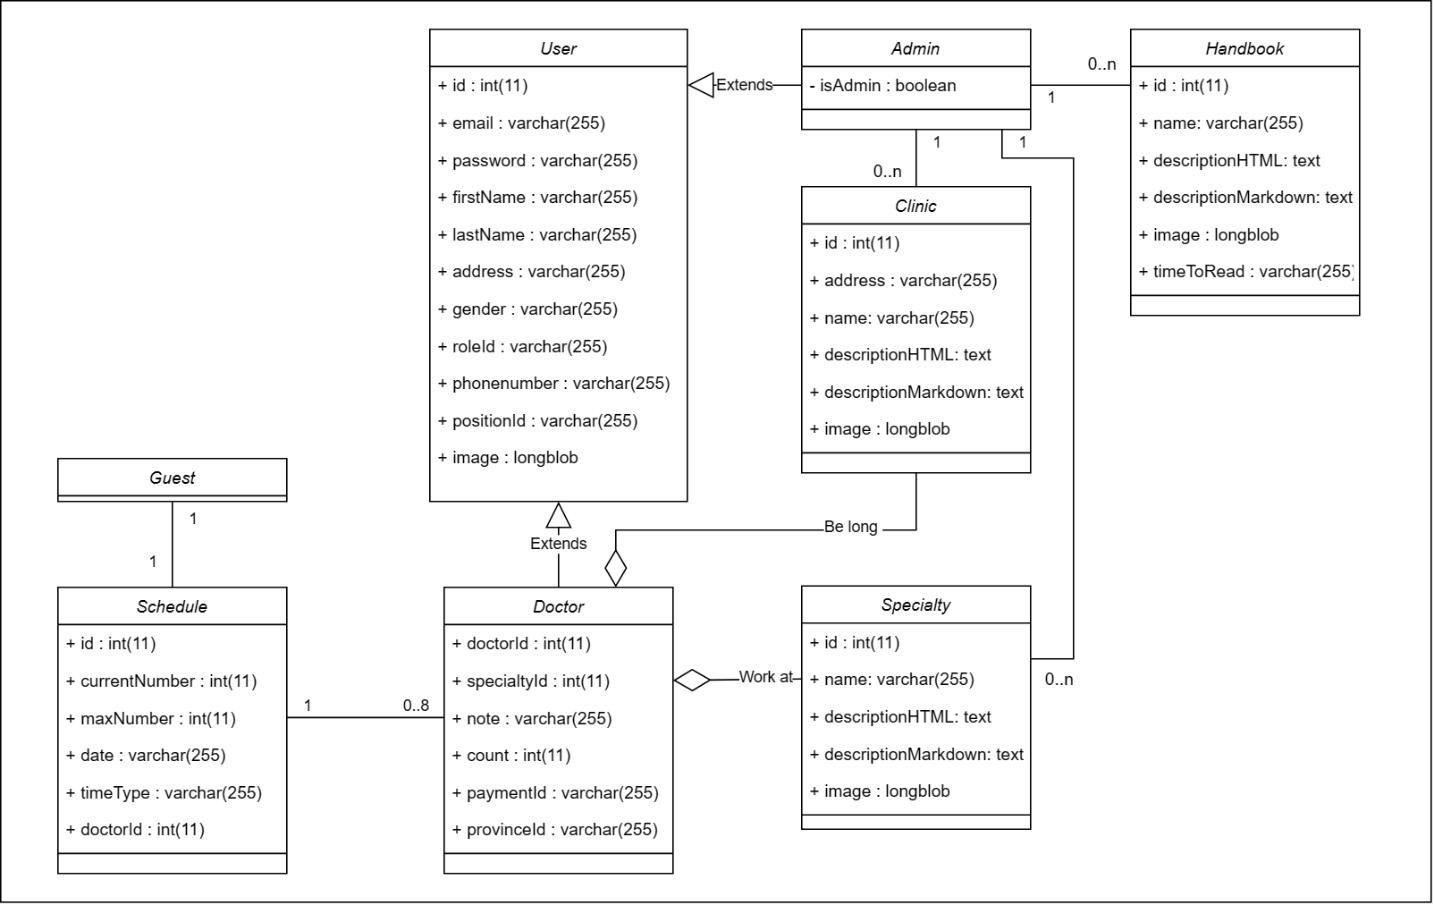 User
+ id : int(11)
+ email : varchar(255)
+ password : varchar(255)
+ firstName : varchar(255)
+ lastName : varchar(255)
+ address : varchar(255)
+ gender : varchar(255)
+ roleId : varchar(255)
+ phonenumber : varchar(255)
+ positionId : varchar(255)
+ image : longblob
Extends
Admin
- isAdmin : boolean
0..n
1
Handbook
+ id : int(11)
+ name: varchar(255)
+ descriptionHTML: text
+ descriptionMarkdown: text
+ image : longblob
+ timeToRead : varchar(255)
1
0..n
1
Clinic
+ id : int(11)
+ address : varchar(255)
+ name: varchar(255)
+ descriptionHTML: text
+ descriptionMarkdown: text
+ image : longblob
Guest
1
1
Extends
Be long
Schedule
+ id : int(11)
+ currentNumber : int(11)
+ maxNumber : int(11)
+ date : varchar(255)
+ timeType : varchar(255)
+ doctorId : int(11)
1
0..8
Doctor
+ doctorId : int(11)
+ specialtyId : int(11)
+ note : varchar(255)
+ count : int(11)
+ paymentId : varchar(255)
+ provinceId : varchar(255)
Work at
Specialty
+ id : int(11)
+ name: varchar(255)
+ descriptionHTML: text
+ descriptionMarkdown: text
+ image : longblob
0..n